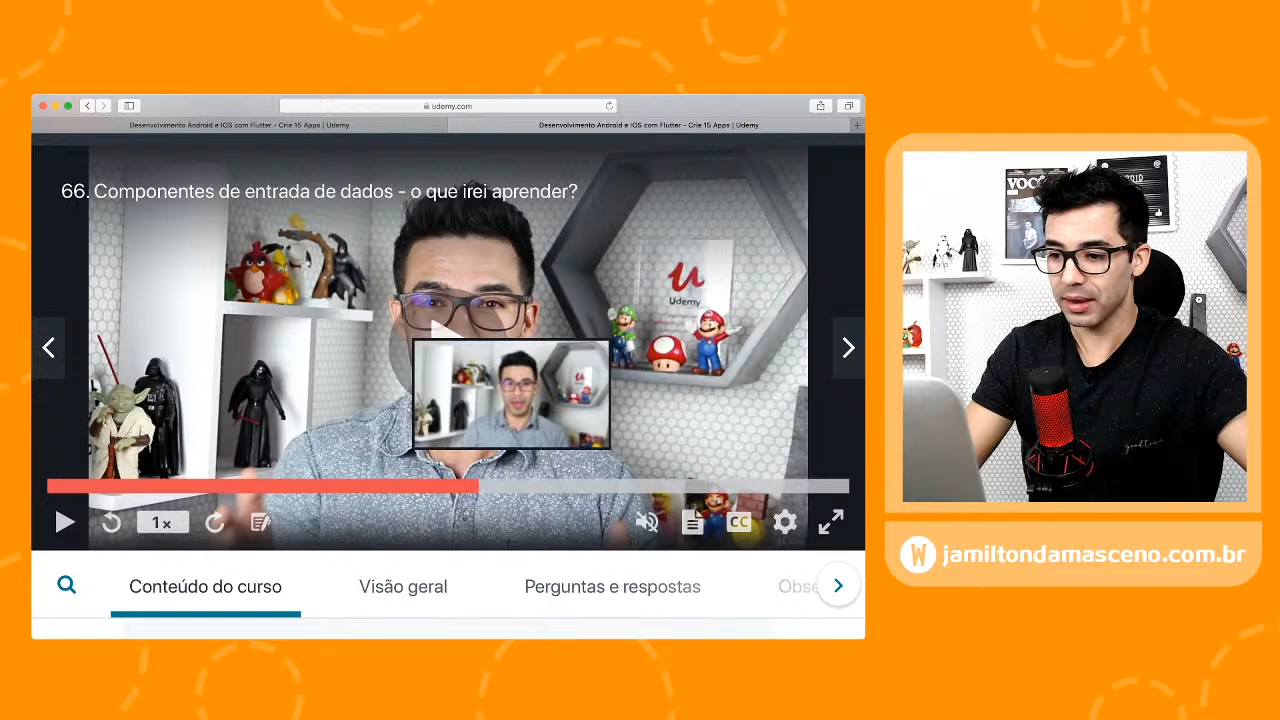 udemy.com
Desenvolvimento Android e IOS com Flutter - Crie 15 Apps | Udemy
Desenvolvimento Android e IOS com Flutter - Crie 15 Apps | Udemy
66. Componentes de entrada de dados - o que irei aprender?
Udemy
VOC
1x
CC
Conteúdo do curso
Visão geral
Perguntas e respostas
Obse
W jamiltondamasceno.com.br